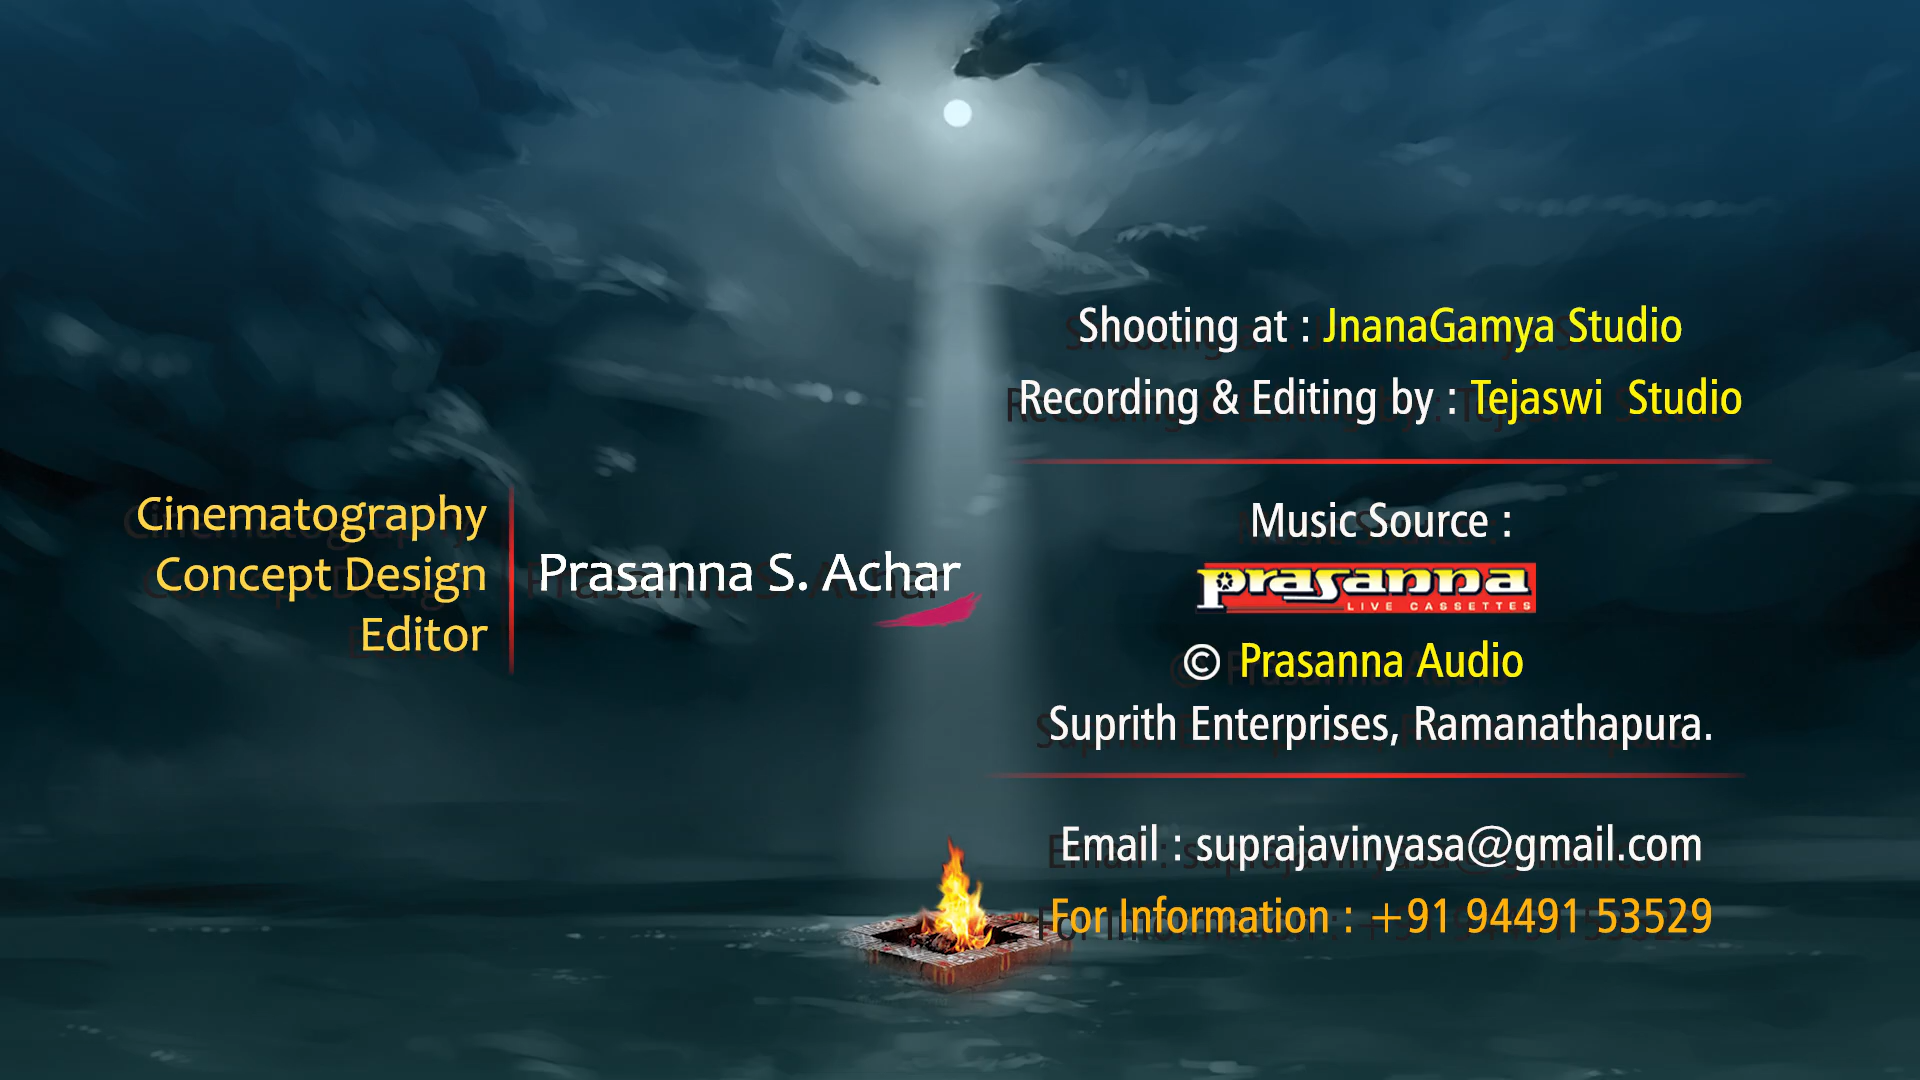 Cinematography
Concept Design
Editor
Prasanna S. Achar
Shooting at : JnanaGamya Studio
Recording & Editing by : Tejaswi Studio
Music Source :
prasanna
LIVE CASSETTES
© Prasanna Audio
Suprith Enterprises, Ramanathapura.
Email : suprajavinyasa@gmail.com
For Information : +91 94491 53529